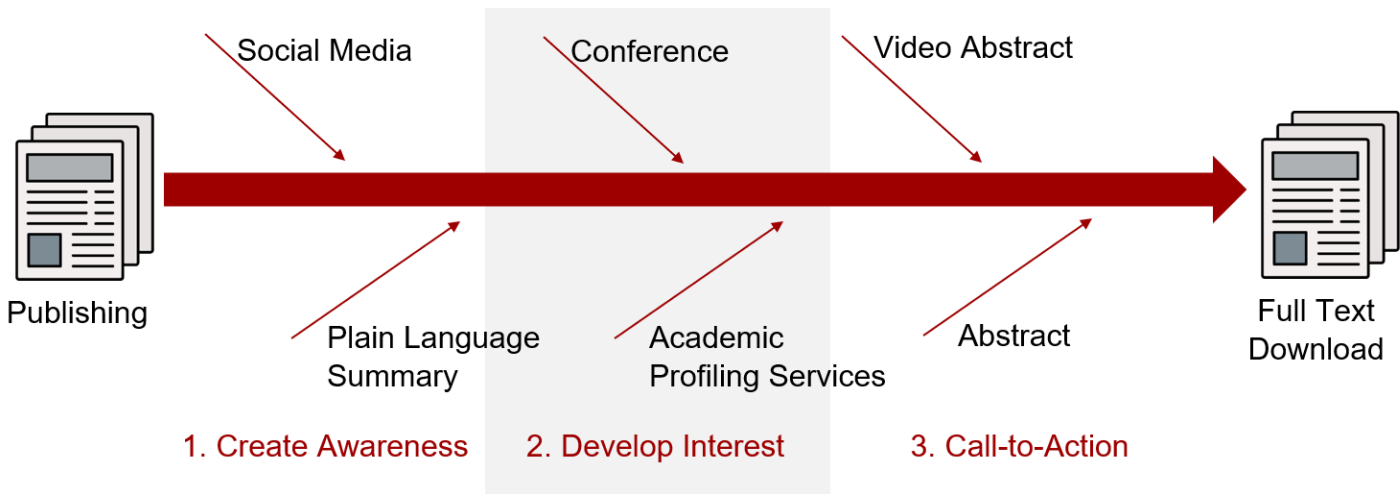 Social Media
Conference
Video Abstract
Publishing
Plain Language
Summary
Academic
Profiling Services
Abstract
Full Text
Download
1. Create Awareness
2. Develop Interest
3. Call-to-Action